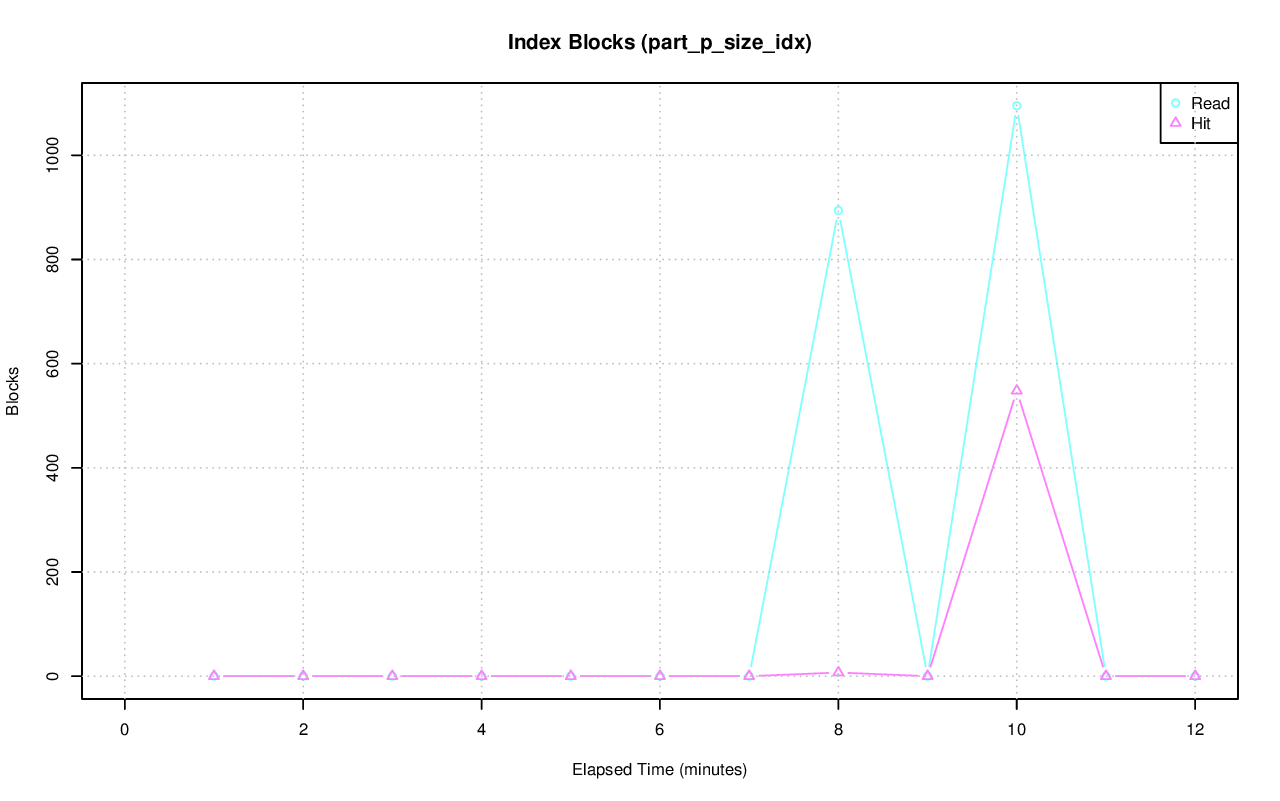 Index Blocks (part_p_size_idx)
Read
Hit
1000
800
600
400
200
0
Blocks
0 2 4 6 8 10 12
Elapsed Time (minutes)